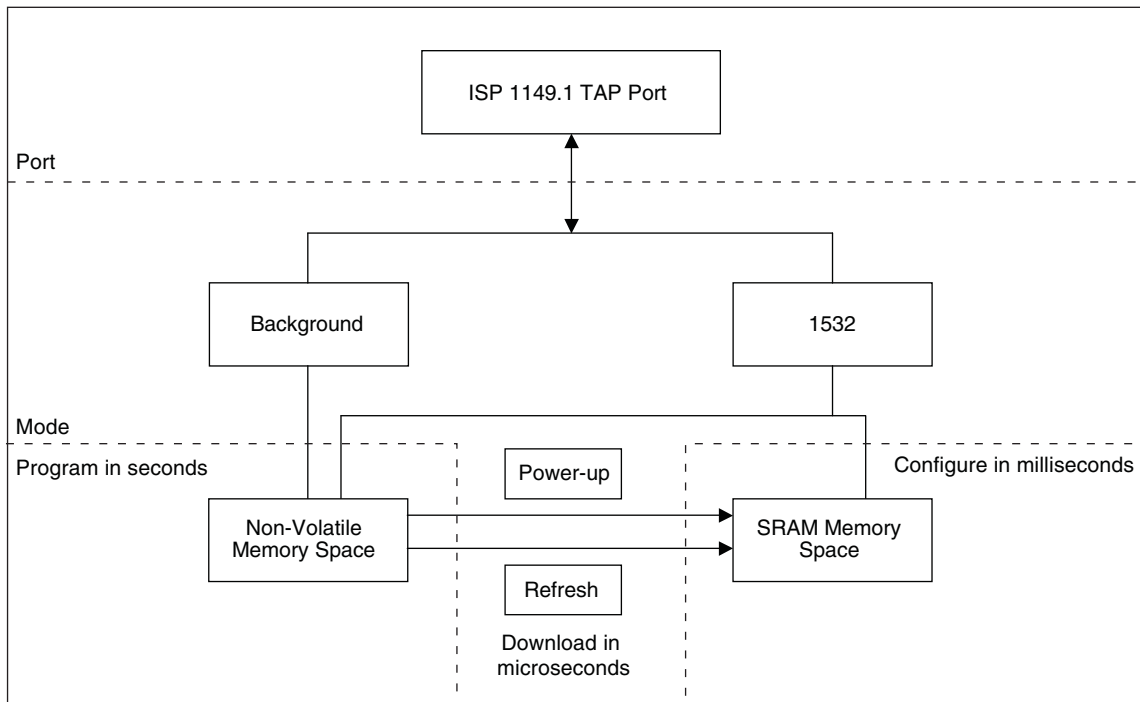 ISP 1149.1 TAP Port
Port
Background
1532
Mode
Program in seconds
Power-up
Configure in milliseconds
Non-Volatile
Memory Space
SRAM Memory
Space
Refresh
Download in
microseconds